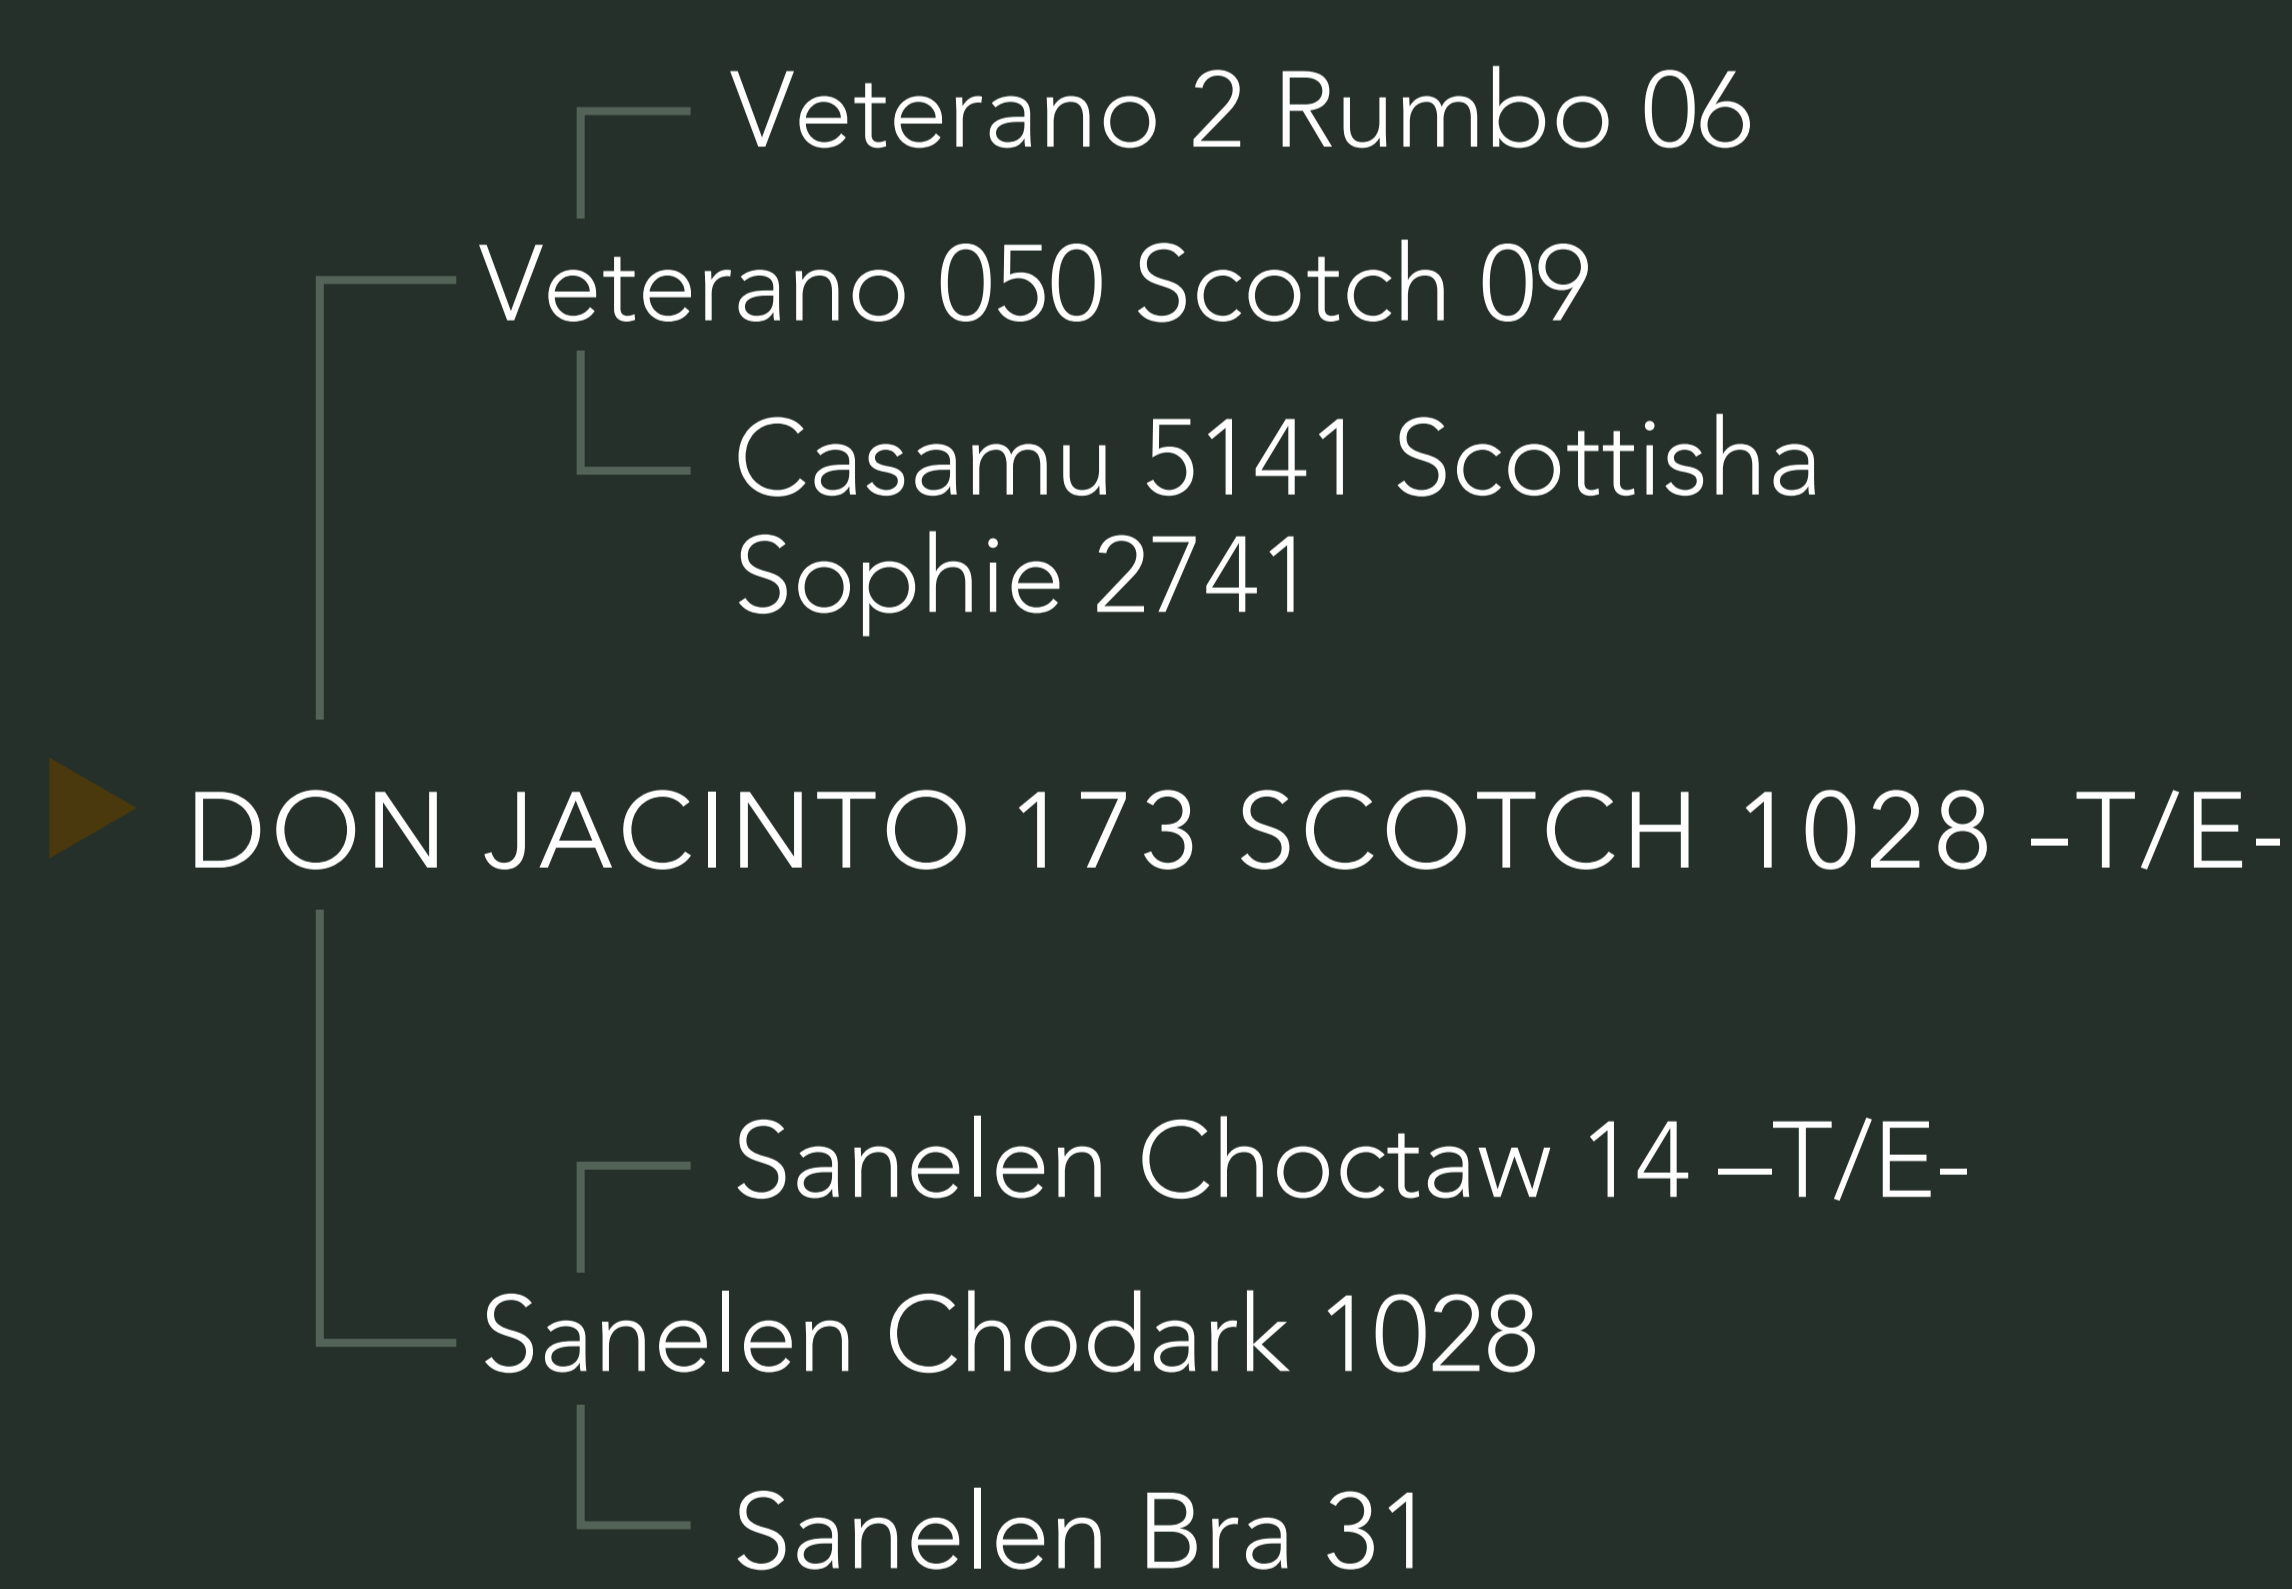 Veterano 2 Rumbo 06
Veterano 050 Scotch 09
Casamu 5141 Scottisha
Sophie 2741
DON JACINTO 173 SCOTCH 1028 –T/E-
Sanelen Choctaw 14 —T/E-
Sanelen Chodark 1028
Sanelen Bra 31